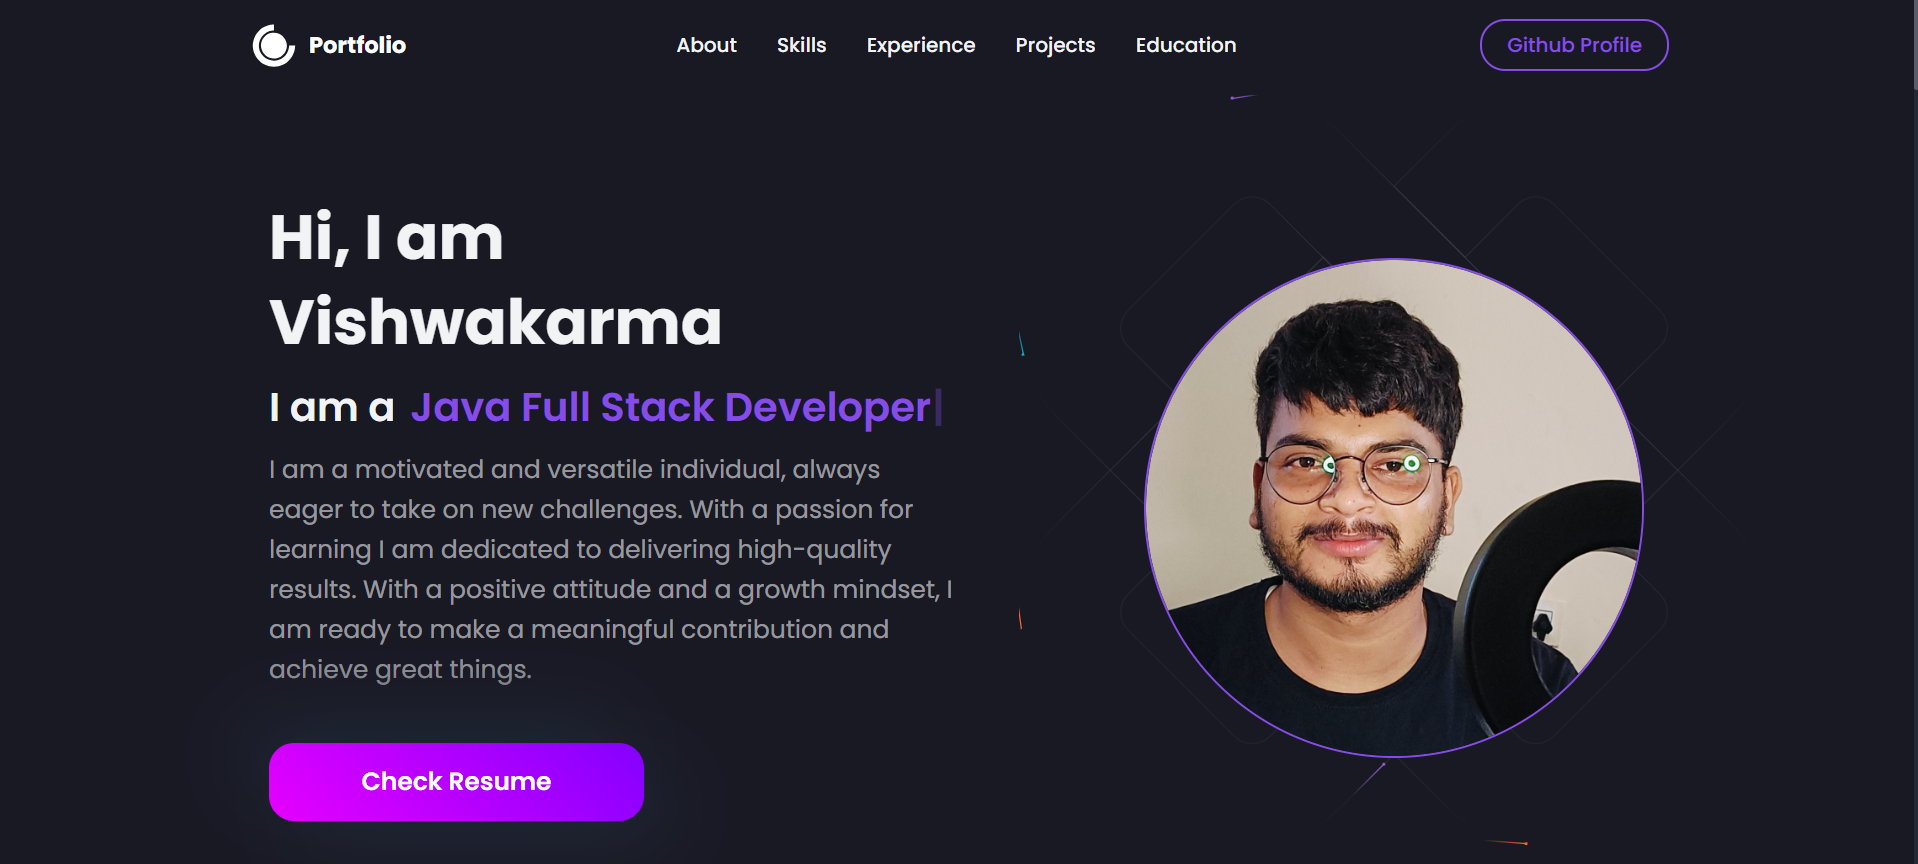 Portfolio
About
Skills
Experience
Projects
Education
Github Profile
Hi, I am
Vishwakarma
I am a Java Full Stack Developer
I am a motivated and versatile individual, always
eager to take on new challenges. With a passion for
learning I am dedicated to delivering high-quality
results. With a positive attitude and a growth mindset, I
am ready to make a meaningful contribution and
achieve great things.
Check Resume